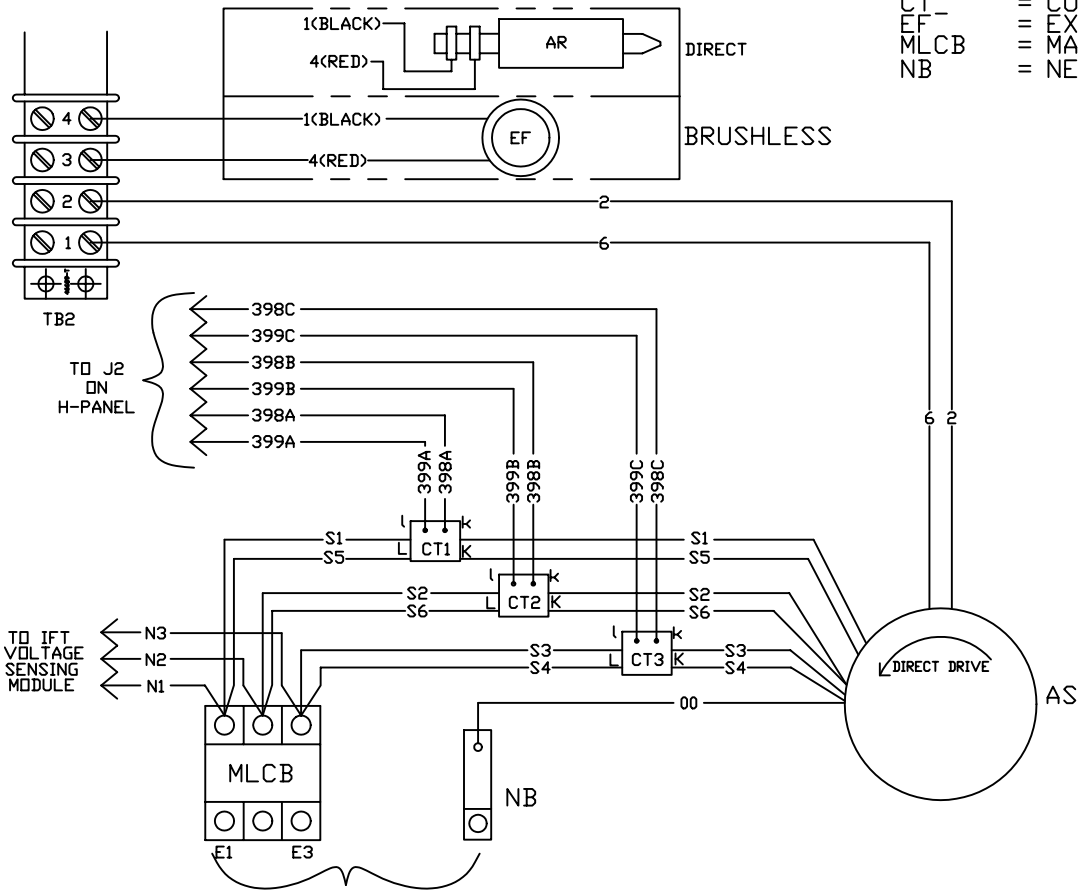 1(BLACK)
4(RED)
AR
DIRECT
CT_ = CU
EF = EX
MLCB = MA
NB = NE
4
1(BLACK)
EF
BRUSHLESS
3
4(RED)
2
2
1
6
TB2
398C
399C
TO J2
ON
H-PANEL
398B
399B
398A
399A
6 2
399A
398A
399B
398B
399C
398C
l k
S1 L CT1 K S1
S5 S5
l k
S2 CT2 S2
L K
S6 S6
l k
TO IFT
VOLTAGE
SENSING
MODULE
N3
N2
N1
S3 CT3 S3
L K
S4 S4
DIRECT DRIVE
AS
00
MLCB
NB
E1 E3